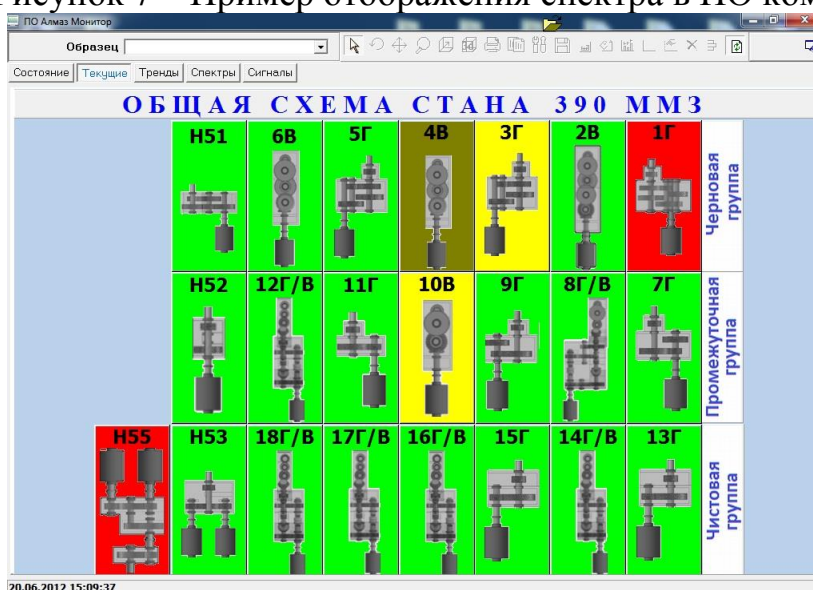 Рисунок 7 – Пример отображения спектра в ПО ком
ПО Алмаз Монитор
Образец
Состояние Текущие Тренды Спектры Сигналы
ОБЩАЯ СХЕМА СТАНА 390 ММЗ
Н51 6В 5Г 4В 3Г 2В 1Г
Черновая группа
Н52 12Г/В 11Г 10В 9Г 8Г/В 7Г
Промежуточная группа
Н55 Н53 18Г/В 17Г/В 16Г/В 15Г 14Г/В 13Г
Чистовая группа
20.06.2012 15:09:37